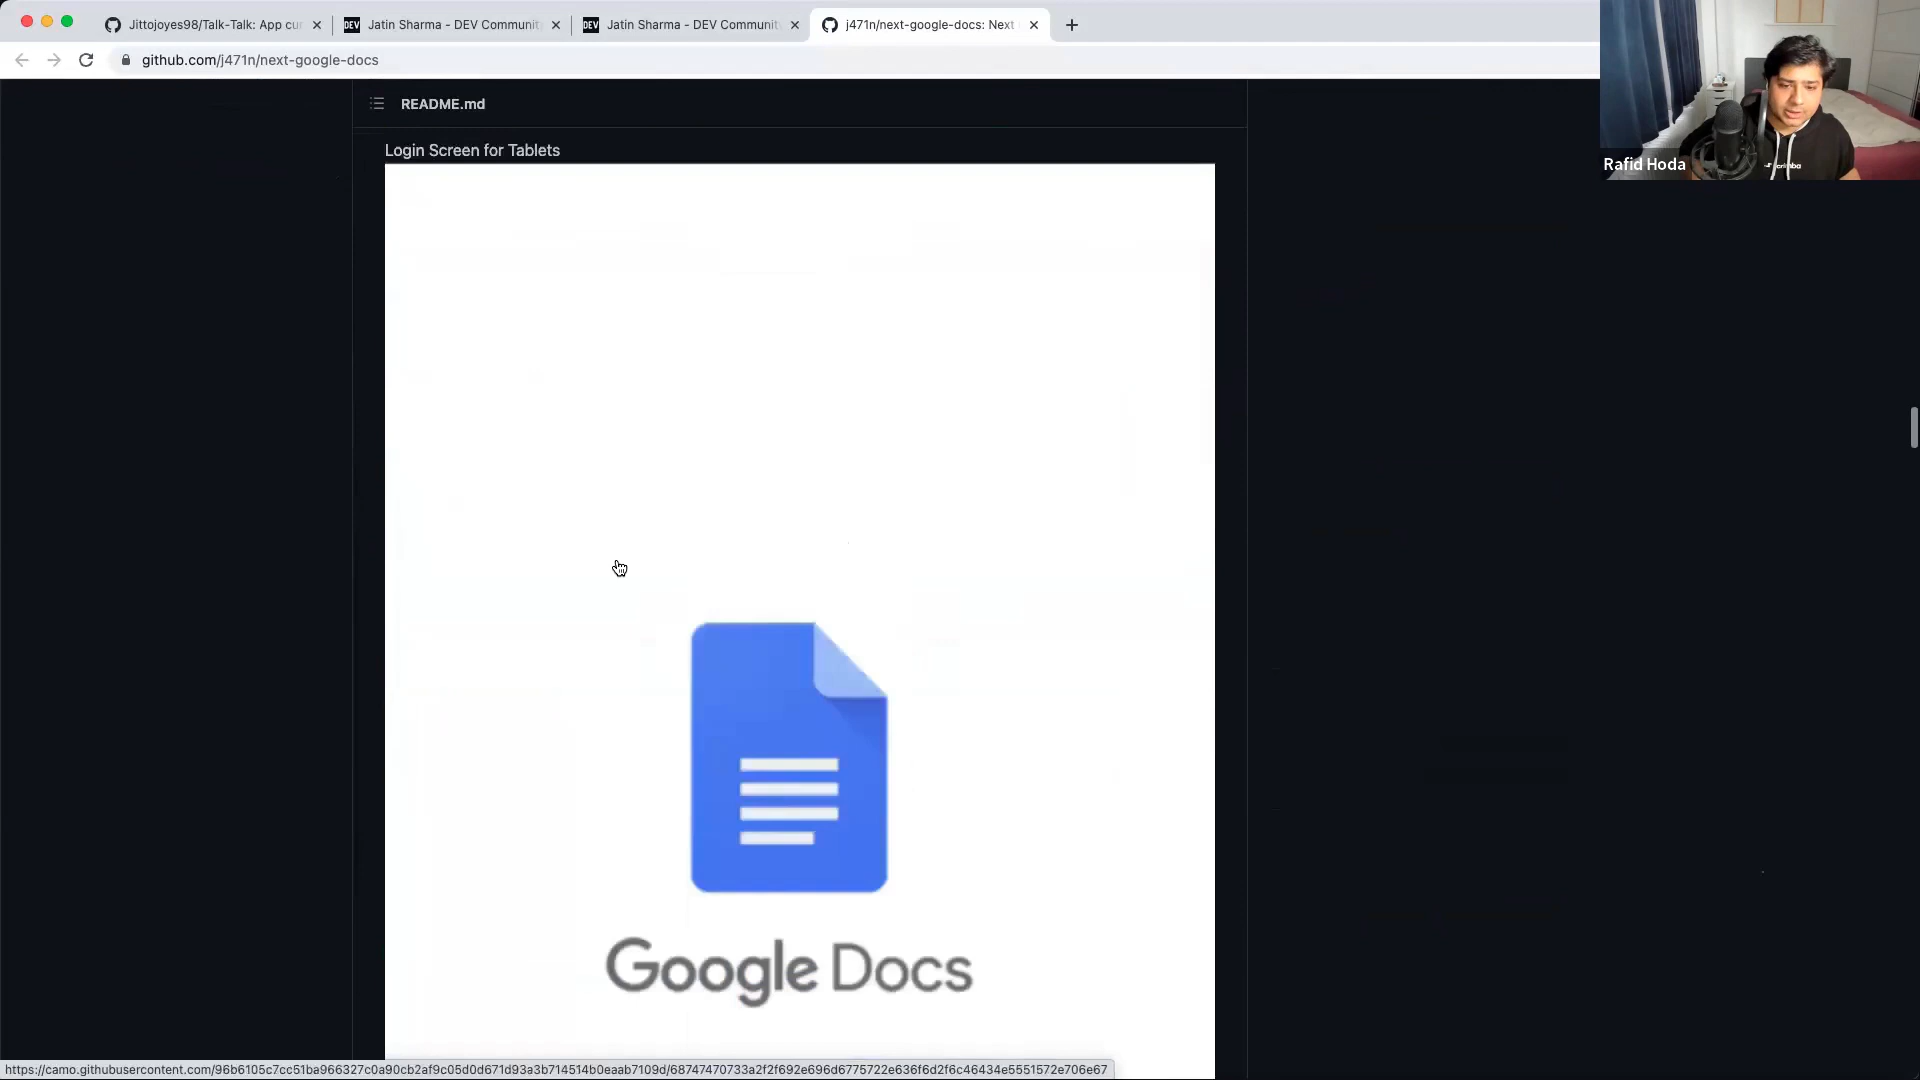 Jittojoyes98/Talk-Talk: App cur
Jatin Sharma - DEV Community
Jatin Sharma - DEV Community
j471n/next-google-docs: Next
github.com/j471n/next-google-docs
README.md
Rafid Hoda
Login Screen for Tablets
Google Docs
https://camo.githubusercontent.com/96b6105c7cc51ba966327c0a90cb2af9c05d0d671d93a3b714514b0eaab7109d/68747470733a2f2f692e696d6775722e636f6d2f6c46434e5551572e706e67